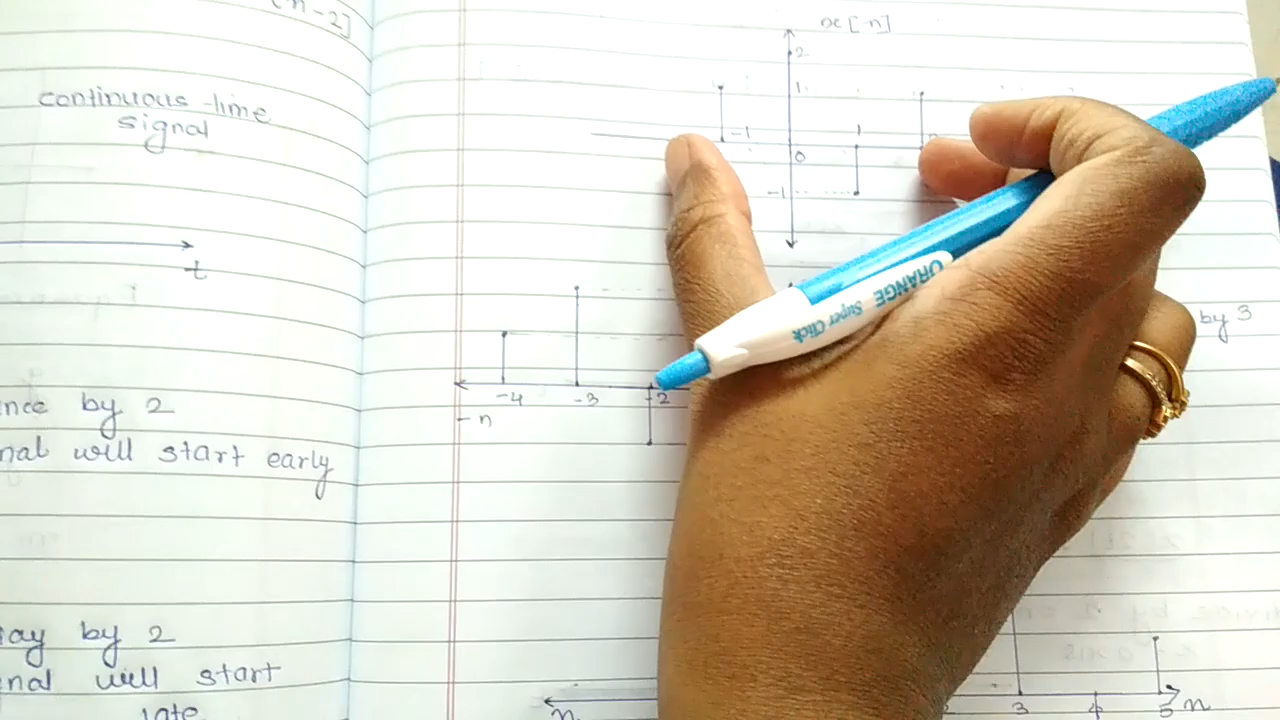 [n-2]
continuous-time
signal
t
nce by 2
nal will start early
ay by 2
nal will start
late
x[-n]
2
1
-1
1
0
-1
by 3
-4 -3 -2
-n
ORANGE Super Click
n
3 4 5 n